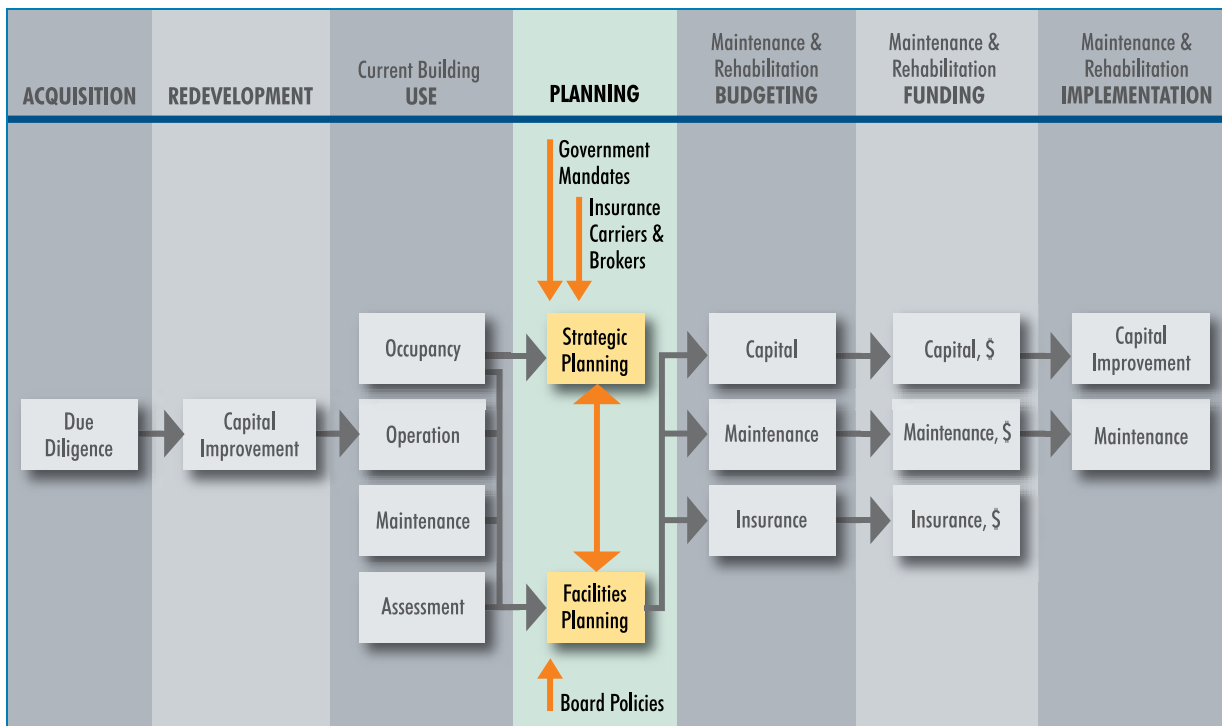 ACQUISITION
REDEVELOPMENT
Current Building
USE
PLANNING
Maintenance &
Rehabilitation
BUDGETING
Maintenance &
Rehabilitation
FUNDING
Maintenance &
Rehabilitation
IMPLEMENTATION
Government
Mandates
Insurance
Carriers &
Brokers
Due
Diligence
Capital
Improvement
Occupancy
Operation
Maintenance
Assessment
Strategic
Planning
Facilities
Planning
Board Policies
Capital
Maintenance
Insurance
Capital, $
Maintenance, $
Insurance, $
Capital
Improvement
Maintenance